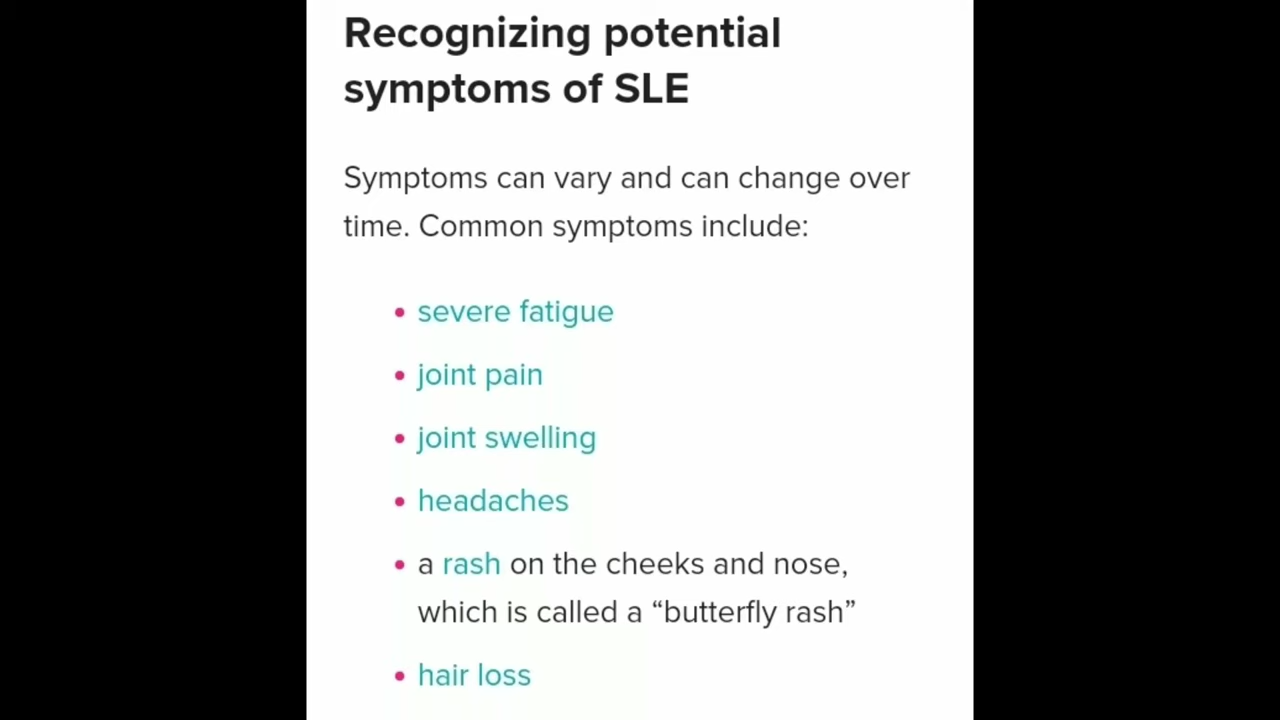 Recognizing potential
symptoms of SLE
Symptoms can vary and can change over
time. Common symptoms include:
• severe fatigue
• joint pain
• joint swelling
• headaches
• a rash on the cheeks and nose,
which is called a “butterfly rash”
• hair loss